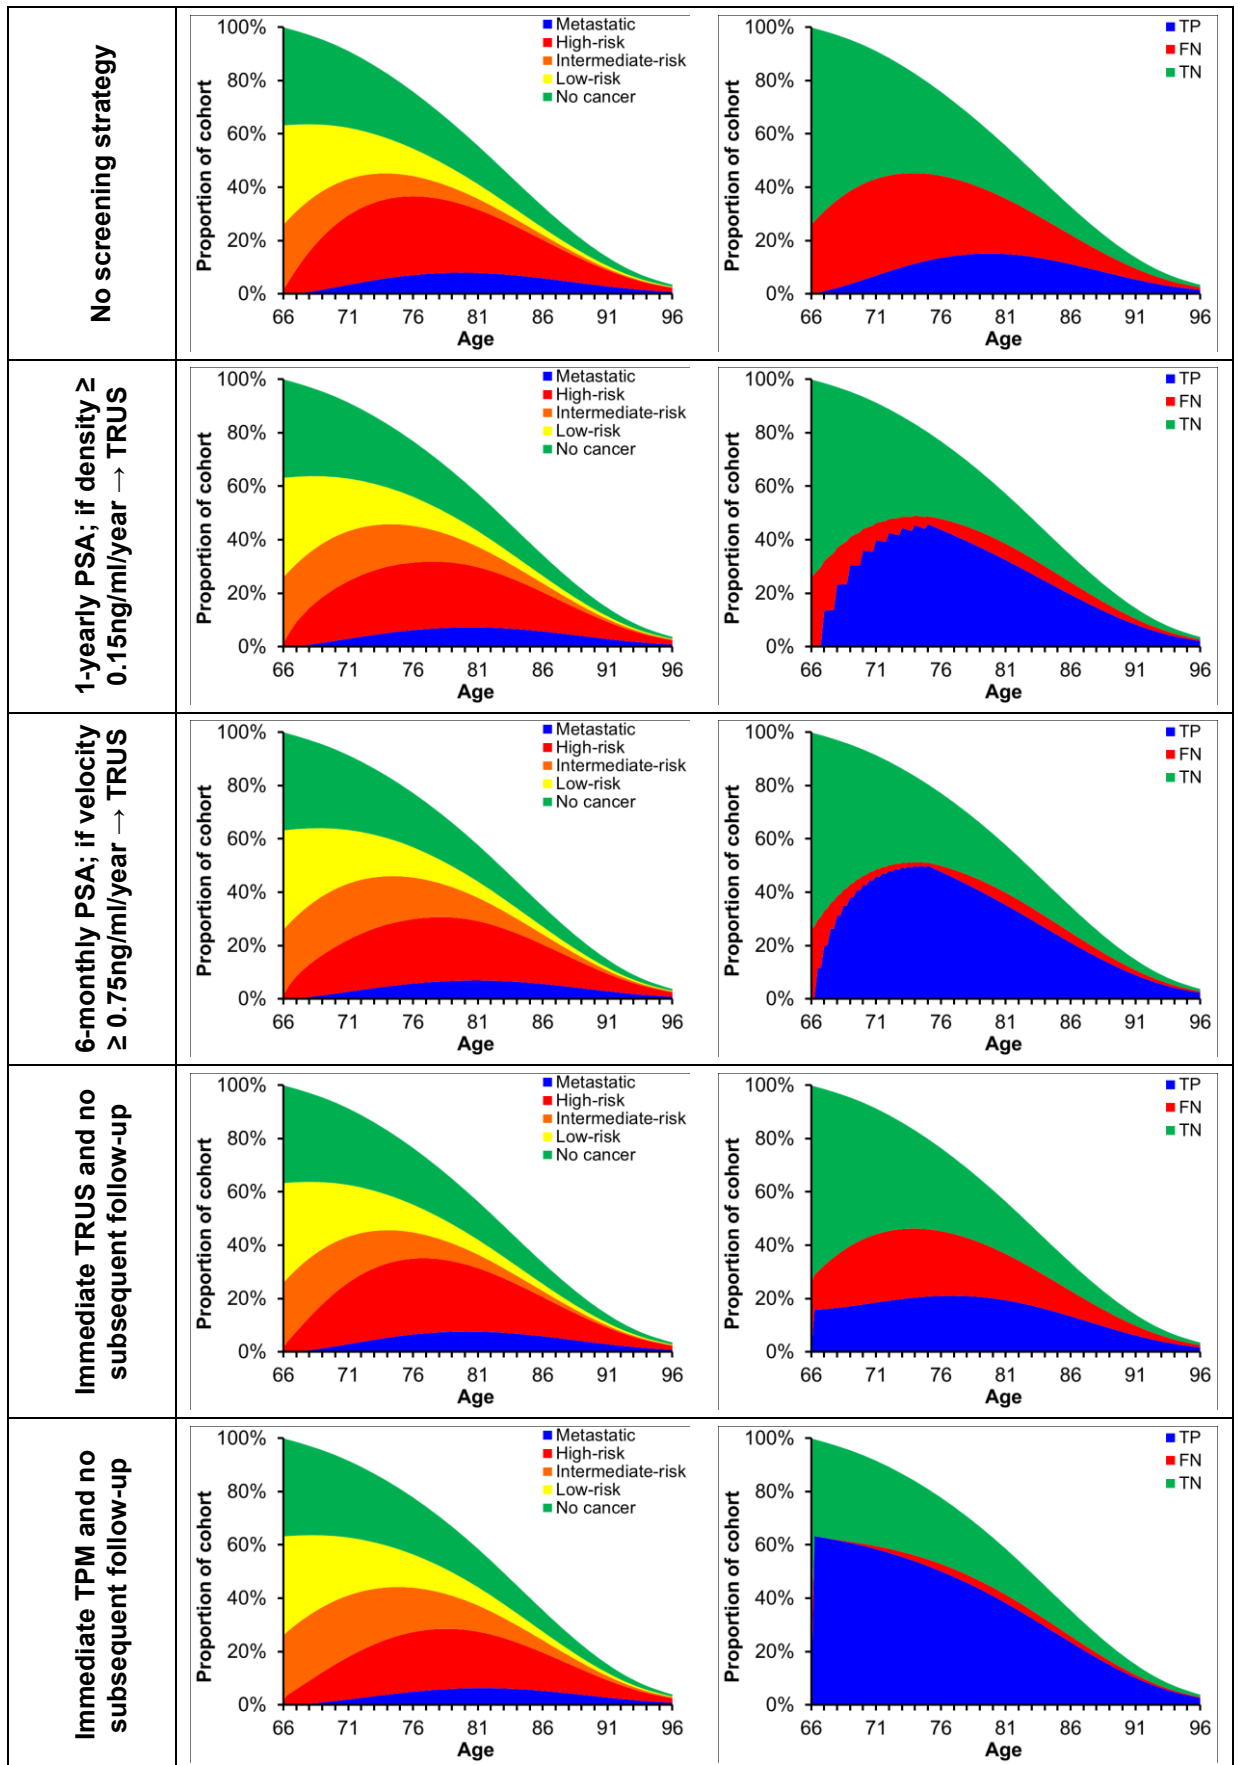 No screening strategy
100%
80%
60%
40%
20%
0%
Proportion of cohort
66 71 76 81 86 91 96
Age
Metastatic
High-risk
Intermediate-risk
Low-risk
No cancer
100%
80%
60%
40%
20%
0%
Proportion of cohort
66 71 76 81 86 91 96
Age
TP
FN
TN
1-yearly PSA; if density ≥
0.15ng/ml/year → TRUS
100%
80%
60%
40%
20%
0%
Proportion of cohort
66 71 76 81 86 91 96
Age
Metastatic
High-risk
Intermediate-risk
Low-risk
No cancer
100%
80%
60%
40%
20%
0%
Proportion of cohort
66 71 76 81 86 91 96
Age
TP
FN
TN
6-monthly PSA; if velocity
≥ 0.75ng/ml/year → TRUS
100%
80%
60%
40%
20%
0%
Proportion of cohort
66 71 76 81 86 91 96
Age
Metastatic
High-risk
Intermediate-risk
Low-risk
No cancer
100%
80%
60%
40%
20%
0%
Proportion of cohort
66 71 76 81 86 91 96
Age
TP
FN
TN
Immediate TRUS and no
subsequent follow-up
100%
80%
60%
40%
20%
0%
Proportion of cohort
66 71 76 81 86 91 96
Age
Metastatic
High-risk
Intermediate-risk
Low-risk
No cancer
100%
80%
60%
40%
20%
0%
Proportion of cohort
66 71 76 81 86 91 96
Age
TP
FN
TN
Immediate TPM and no
subsequent follow-up
100%
80%
60%
40%
20%
0%
Proportion of cohort
66 71 76 81 86 91 96
Age
Metastatic
High-risk
Intermediate-risk
Low-risk
No cancer
100%
80%
60%
40%
20%
0%
Proportion of cohort
66 71 76 81 86 91 96
Age
TP
FN
TN